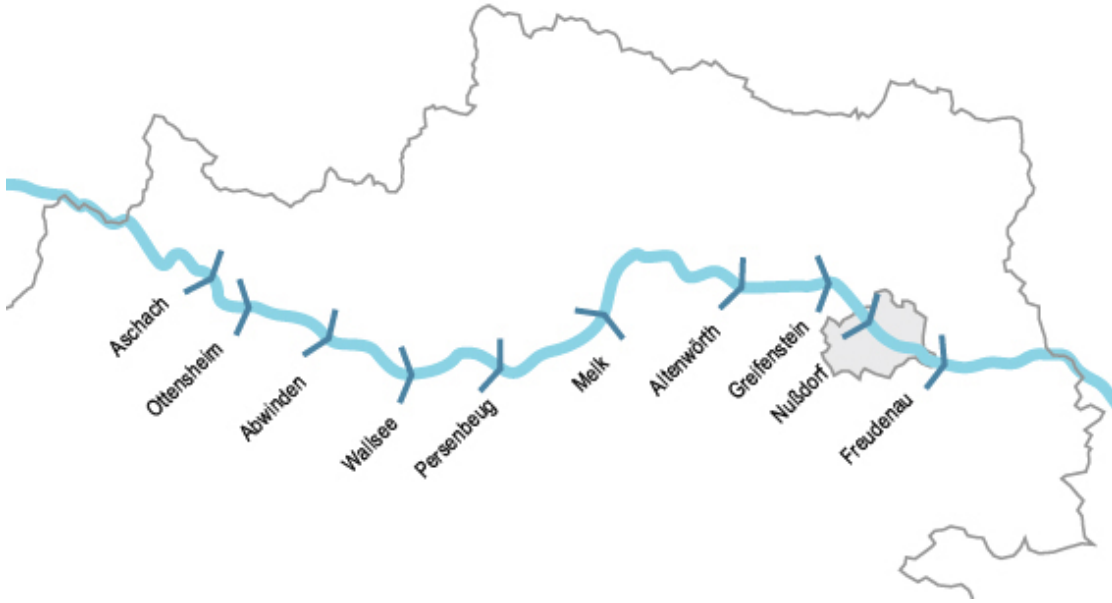 Aschach
Ottensheim
Abwinden
Wallsee
Persenbeug
Melk
Altenwörth
Greifenstein
Nußdorf
Freudenau